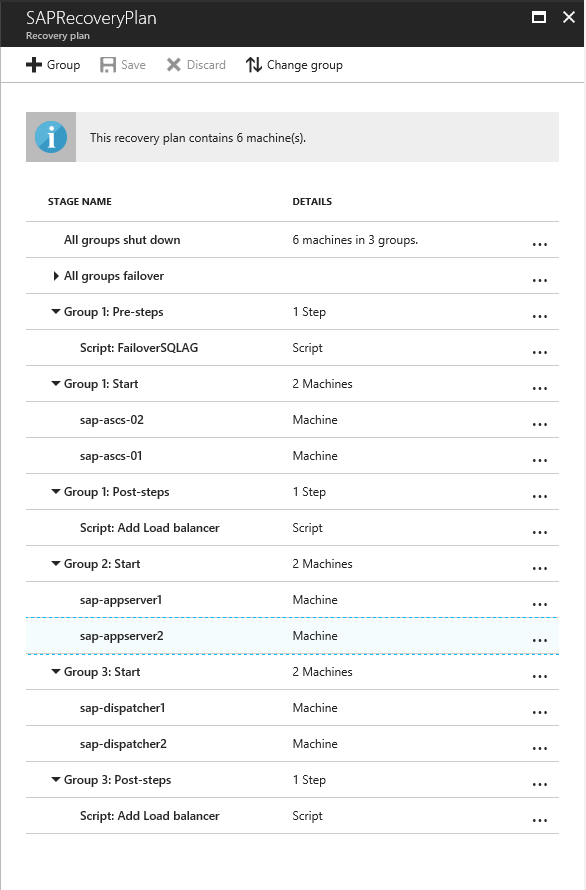 SAPRecoveryPlan
Recovery plan
Group Save Discard Change group
This recovery plan contains 6 machine(s).
STAGE NAME DETAILS
All groups shut down 6 machines in 3 groups. ...
All groups failover ...
Group 1: Pre-steps 1 Step ...
Script: FailoverSQLAG Script ...
Group 1: Start 2 Machines ...
sap-ascs-02 Machine ...
sap-ascs-01 Machine ...
Group 1: Post-steps 1 Step ...
Script: Add Load balancer Script ...
Group 2: Start 2 Machines ...
sap-appserver1 Machine ...
sap-appserver2 Machine ...
Group 3: Start 2 Machines ...
sap-dispatcher1 Machine ...
sap-dispatcher2 Machine ...
Group 3: Post-steps 1 Step ...
Script: Add Load balancer Script ...